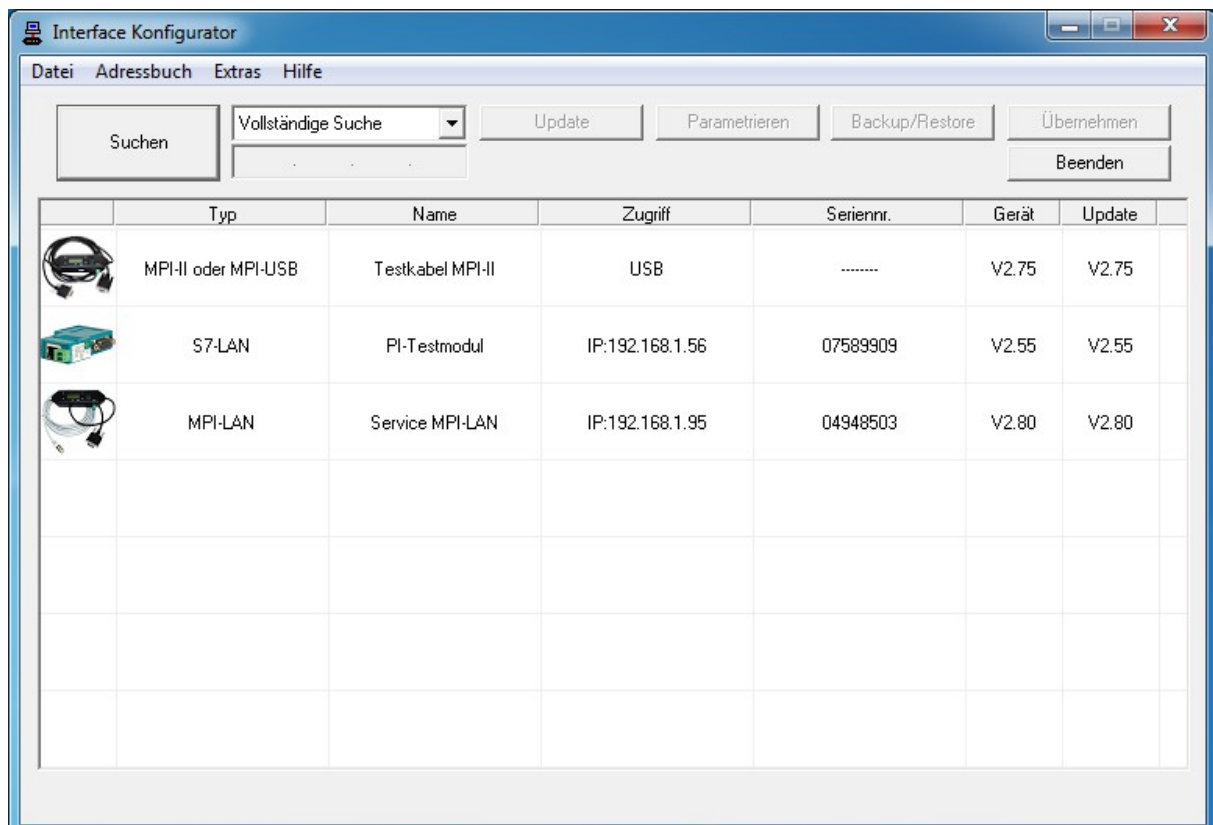 Interface Konfigurator
Datei Adressbuch Extras Hilfe
Suchen Vollständige Suche Update Parametrieren Backup/Restore Übernehmen
. . . Beenden
Typ Name Zugriff Seriennr. Gerät Update
MPI-II oder MPI-USB Testkabel MPI-II USB -------- V2.75 V2.75
S7-LAN PI-Testmodul IP:192.168.1.56 07589909 V2.55 V2.55
MPI-LAN Service MPI-LAN IP:192.168.1.95 04948503 V2.80 V2.80